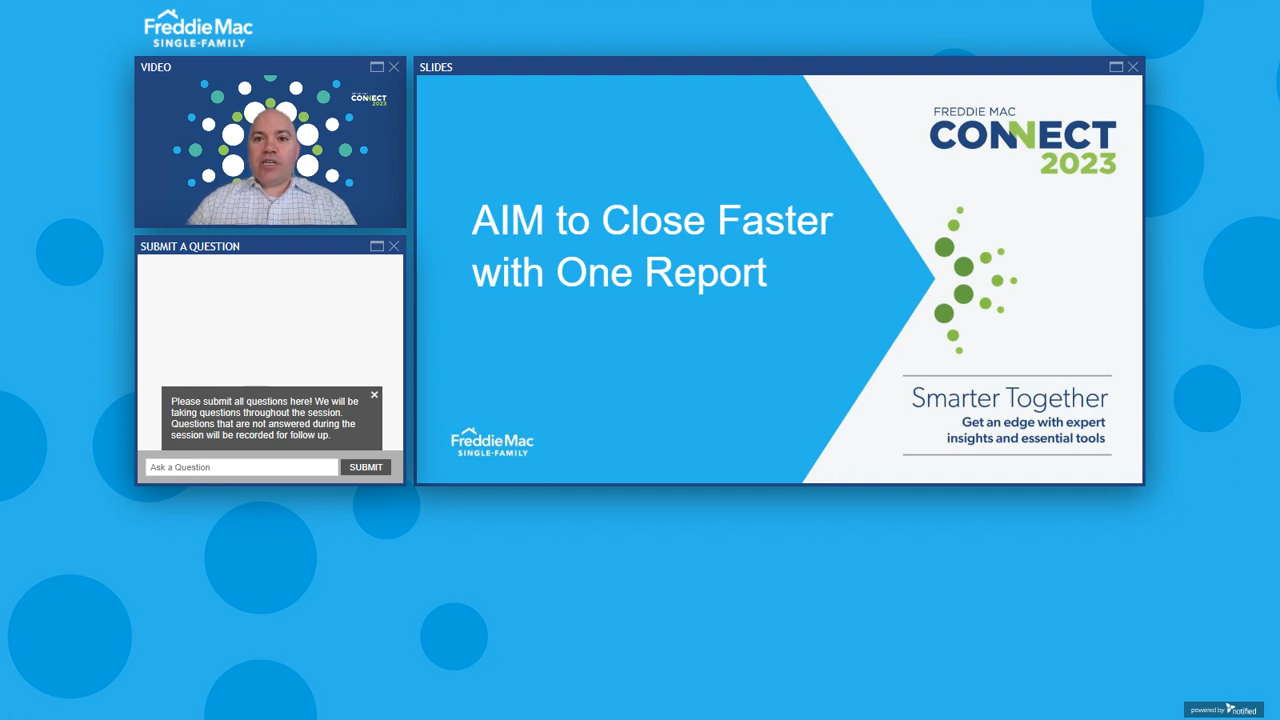 Freddie Mac
SINGLE-FAMILY
VIDEO
CONNECT
2023
SUBMIT A QUESTION
Please submit all questions here! We will be
taking questions throughout the session.
Questions that are not answered during the
session will be recorded for follow up.
Ask a Question
SUBMIT
SLIDES
AIM to Close Faster
with One Report
Freddie Mac
SINGLE-FAMILY
FREDDIE MAC
CONNECT
2023
Smarter Together
Get an edge with expert
insights and essential tools
powered by notified